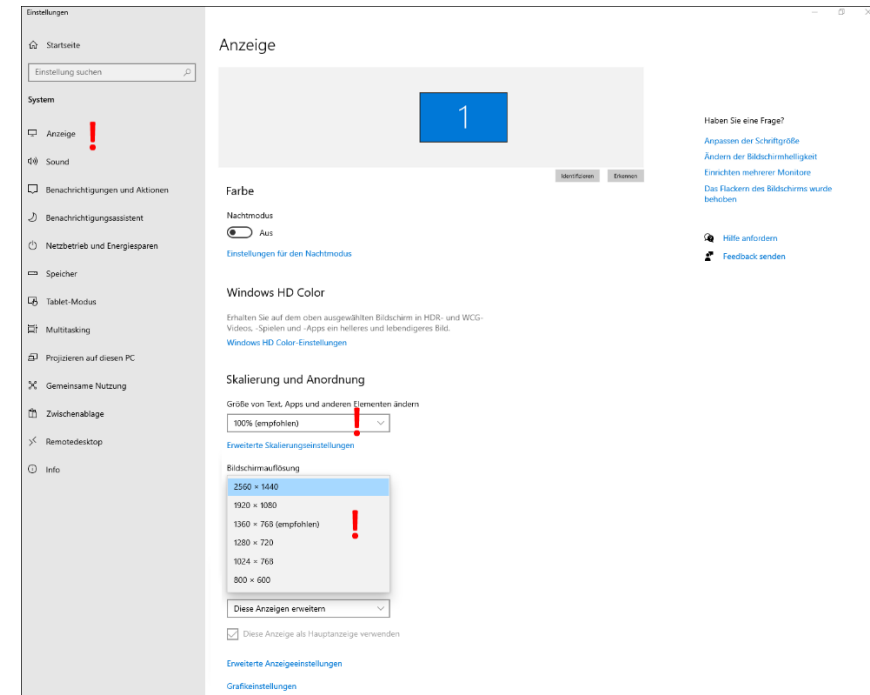 Einstellungen
Startseite
Einstellung suchen
System
Anzeige
Sound
Benachrichtigungen und Aktionen
Benachrichtigungsassistent
Netzbetrieb und Energiesparen
Speicher
Tablet-Modus
Multitasking
Projizieren auf diesen PC
Gemeinsame Nutzung
Zwischenablage
Remotedesktop
Info
Anzeige
1
Identifizieren Erkennen
Farbe
Nachtmodus
Aus
Einstellungen für den Nachtmodus
Windows HD Color
Erhalten Sie auf dem oben ausgewählten Bildschirm in HDR- und WCG-
Videos, -Spielen und -Apps ein helleres und lebendigeres Bild.
Windows HD Color-Einstellungen
Skalierung und Anordnung
Größe von Text, Apps und anderen Elementen ändern
100% (empfohlen)
Erweiterte Skalierungseinstellungen
Bildschirmauflösung
2560 × 1440
1920 × 1080
1360 × 768 (empfohlen)
1280 × 720
1024 × 768
800 × 600
Diese Anzeigen erweitern
Diese Anzeige als Hauptanzeige verwenden
Erweiterte Anzeigeeinstellungen
Grafikeinstellungen
Haben Sie eine Frage?
Anpassen der Schriftgröße
Ändern der Bildschirmhelligkeit
Einrichten mehrerer Monitore
Das Flackern des Bildschirms wurde
behoben
Hilfe anfordern
Feedback senden
!
!
!